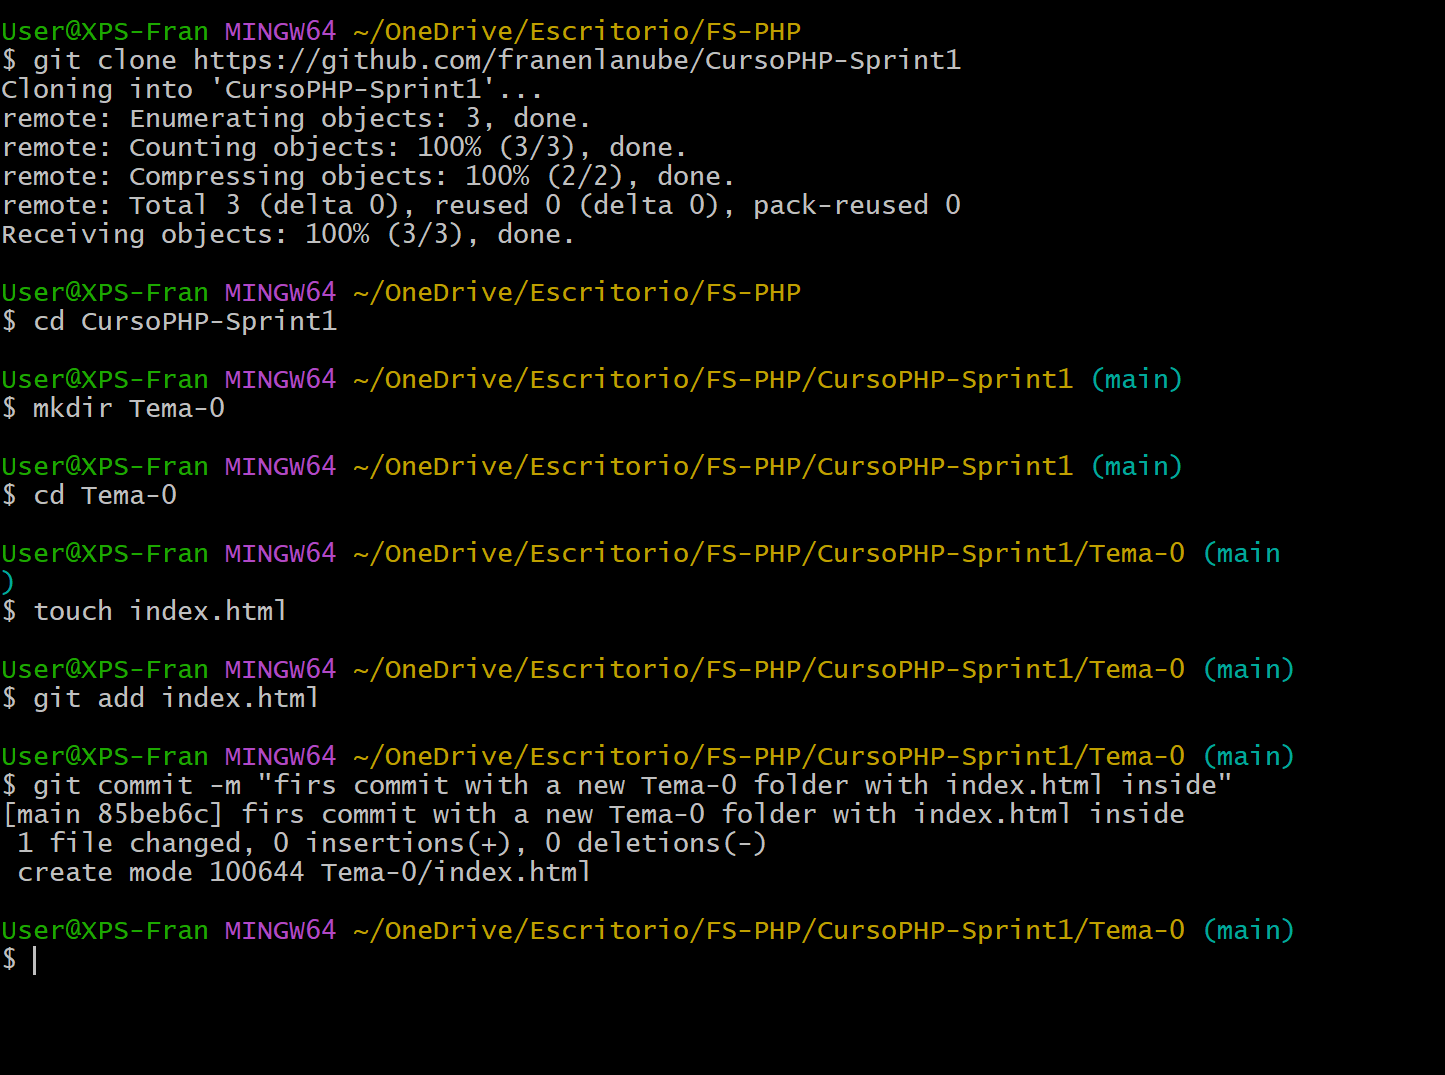 User@XPS-Fran MINGW64 ~/OneDrive/Escritorio/FS-PHP
$ git clone https://github.com/franenlanube/CursoPHP-Sprint1
Cloning into 'CursoPHP-Sprint1'...
remote: Enumerating objects: 3, done.
remote: Counting objects: 100% (3/3), done.
remote: Compressing objects: 100% (2/2), done.
remote: Total 3 (delta 0), reused 0 (delta 0), pack-reused 0
Receiving objects: 100% (3/3), done.

User@XPS-Fran MINGW64 ~/OneDrive/Escritorio/FS-PHP
$ cd CursoPHP-Sprint1

User@XPS-Fran MINGW64 ~/OneDrive/Escritorio/FS-PHP/CursoPHP-Sprint1 (main)
$ mkdir Tema-0

User@XPS-Fran MINGW64 ~/OneDrive/Escritorio/FS-PHP/CursoPHP-Sprint1 (main)
$ cd Tema-0

User@XPS-Fran MINGW64 ~/OneDrive/Escritorio/FS-PHP/CursoPHP-Sprint1/Tema-0 (main
)
$ touch index.html

User@XPS-Fran MINGW64 ~/OneDrive/Escritorio/FS-PHP/CursoPHP-Sprint1/Tema-0 (main)
$ git add index.html

User@XPS-Fran MINGW64 ~/OneDrive/Escritorio/FS-PHP/CursoPHP-Sprint1/Tema-0 (main)
$ git commit -m "firs commit with a new Tema-0 folder with index.html inside"
[main 85beb6c] firs commit with a new Tema-0 folder with index.html inside
 1 file changed, 0 insertions(+), 0 deletions(-)
 create mode 100644 Tema-0/index.html

User@XPS-Fran MINGW64 ~/OneDrive/Escritorio/FS-PHP/CursoPHP-Sprint1/Tema-0 (main)
$